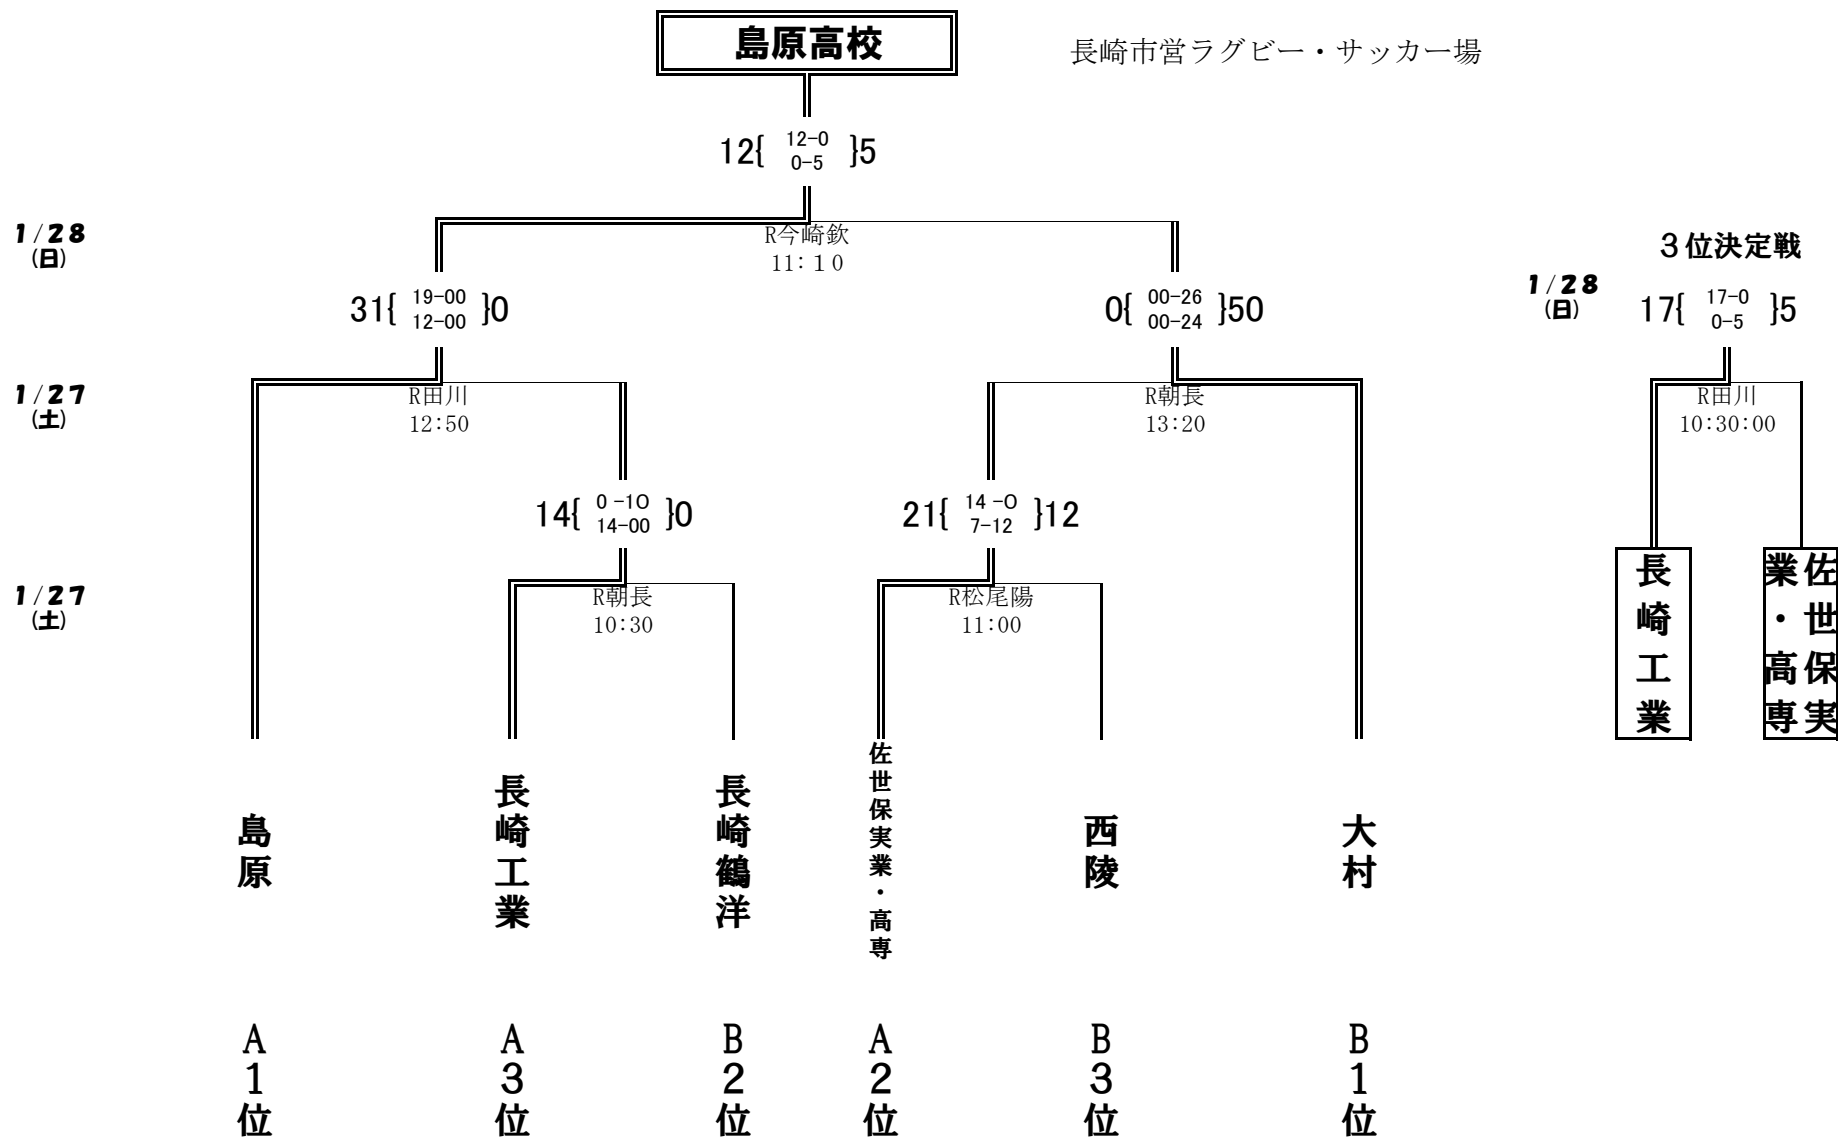 島原高校
長崎市営ラグビー・サッカー場
12{ 12-0 }5
0-5
1/28
(日)
R今崎欽
11:１０
３位決定戦
1/28
(日)
31{ 19-00 }0
12-00
0{ 00-26 }50
00-24
17{ 17-0 }5
0-5
1/27
(土)
R田川
12:50
R朝長
13:20
R田川
10:30:00
14{ 0 -1O }0
14-00
21{ 14 -O }12
7-12
1/27
(土)
R朝長
10:30
R松尾陽
11:00
長崎工業
佐世保実業・高専
島原
長崎工業
長崎鶴洋
佐世保実業・高専
西陵
大村
A１位
A３位
B２位
A２位
B３位
B１位